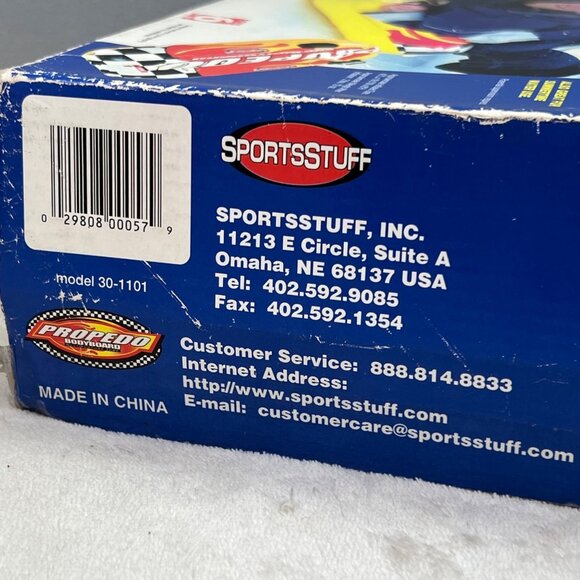 SPORTSSTUFF
0 29808 00057 9
SPORTSSTUFF, INC.
11213 E Circle, Suite A
Omaha, NE 68137 USA
Tel: 402.592.9085
Fax: 402.592.1354
model 30-1101
PROPEDO
BODYBOARD
MADE IN CHINA
Customer Service: 888.814.8833
Internet Address:
http://www.sportsstuff.com
E-mail: customercare@sportsstuff.com